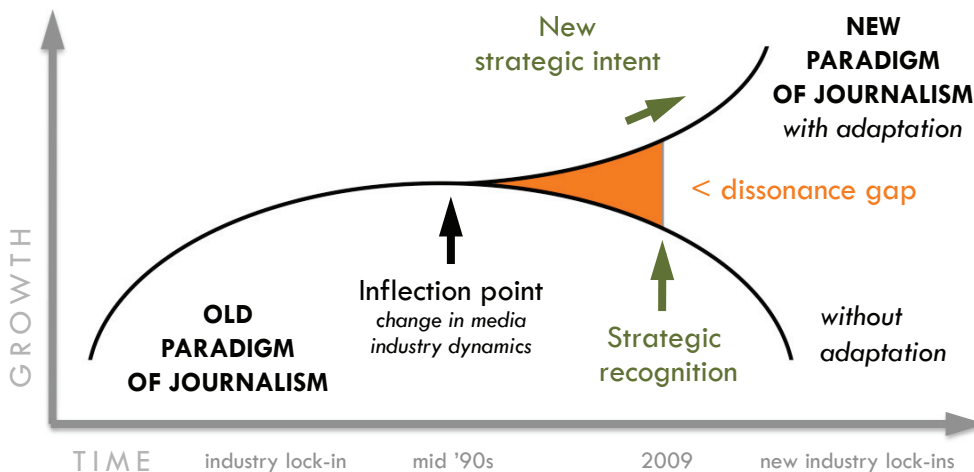 New
strategic intent
NEW
PARADIGM
OF JOURNALISM
with adaptation
< dissonance gap
GROWTH
Inflection point
change in media
industry dynamics
OLD
PARADIGM
OF JOURNALISM
Strategic
recognition
without
adaptation
TIME industry lock-in mid '90s 2009 new industry lock-ins